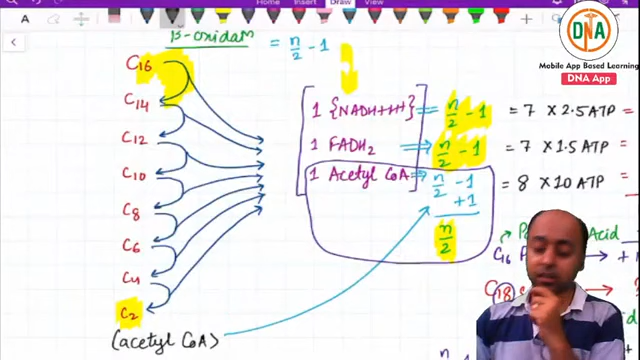 Home Insert Draw View
DNA
Mobile App Based Learning
DNA App
β-oxidatn = n/2 - 1
C16
C14
C12
C10
C8
C6
C4
C2
(acetyl CoA)
1 {NADH+H+} ⇒ n/2 - 1 = 7 × 2.5 ATP =
1 FADH2 ⇒ n/2 - 1 = 7 × 1.5 ATP =
1 Acetyl CoA ⇒ n/2 - 1 = 8 × 10 ATP
+1
n/2
Acid
C16 P
C18